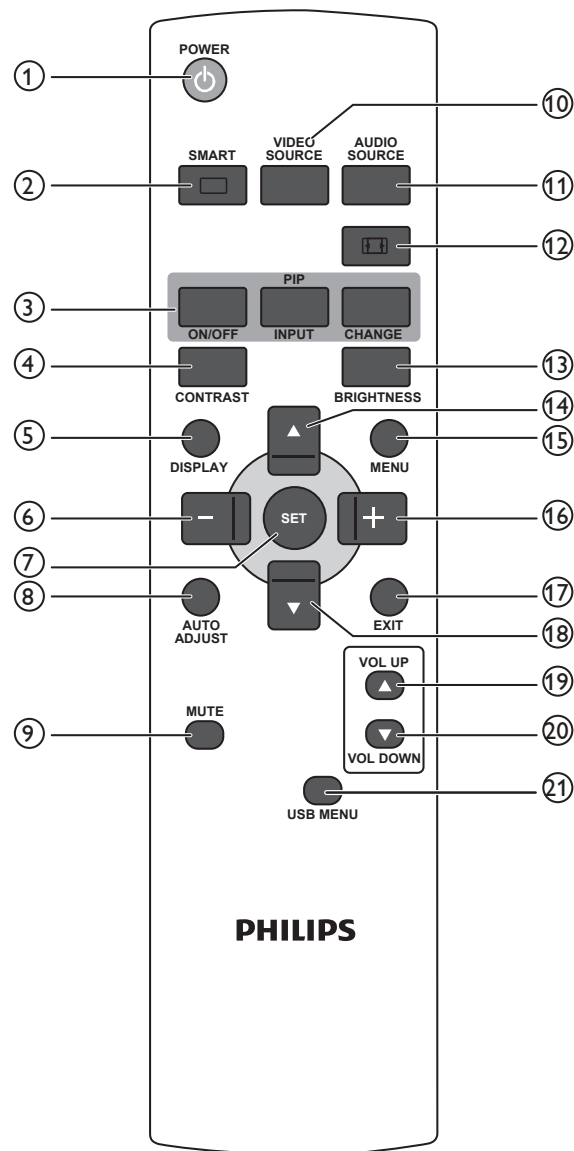 POWER
1
10
SMART
VIDEO
SOURCE
AUDIO
SOURCE
2
11
12
PIP
3
ON/OFF
INPUT
CHANGE
4
13
CONTRAST
BRIGHTNESS
14
5
15
DISPLAY
MENU
6
SET
16
7
8
17
AUTO
ADJUST
EXIT
18
VOL UP
19
MUTE
9
20
VOL DOWN
21
USB MENU
PHILIPS